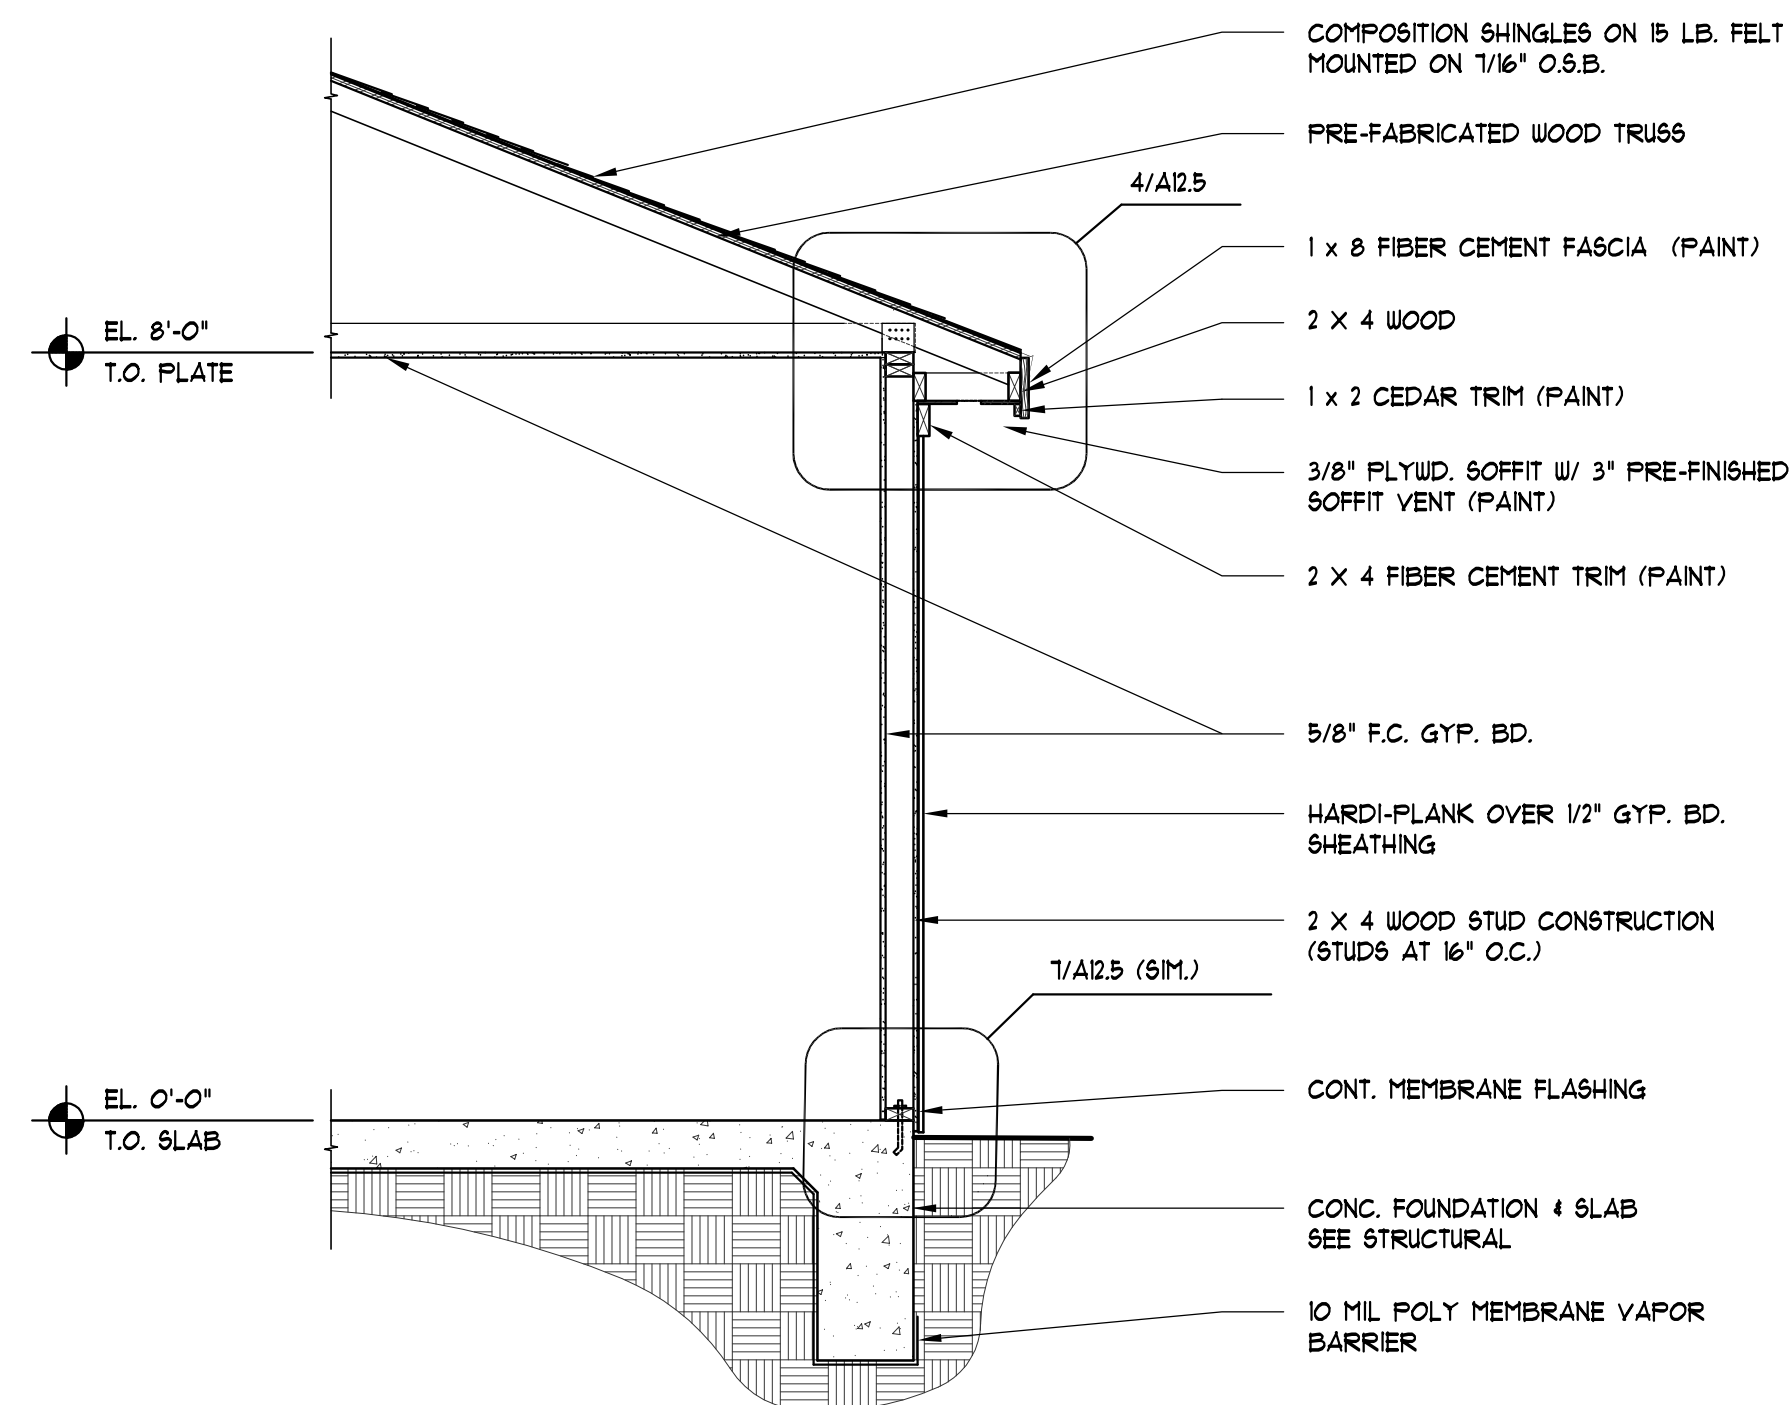 COMPOSITION SHINGLES ON 15 LB. FELT
MOUNTED ON 7/16" O.S.B.
PRE-FABRICATED WOOD TRUSS
4/A12.5
1 x 8 FIBER CEMENT FASCIA (PAINT)
2 X 4 WOOD
EL. 8'-0"
T.O. PLATE
1 x 2 CEDAR TRIM (PAINT)
3/8" PLYWD. SOFFIT W/ 3" PRE-FINISHED
SOFFIT VENT (PAINT)
2 X 4 FIBER CEMENT TRIM (PAINT)
5/8" F.C. GYP. BD.
HARDI-PLANK OVER 1/2" GYP. BD.
SHEATHING
2 X 4 WOOD STUD CONSTRUCTION
(STUDS AT 16" O.C.)
7/A12.5 (SIM.)
CONT. MEMBRANE FLASHING
EL. 0'-0"
T.O. SLAB
CONC. FOUNDATION & SLAB
SEE STRUCTURAL
10 MIL POLY MEMBRANE VAPOR
BARRIER